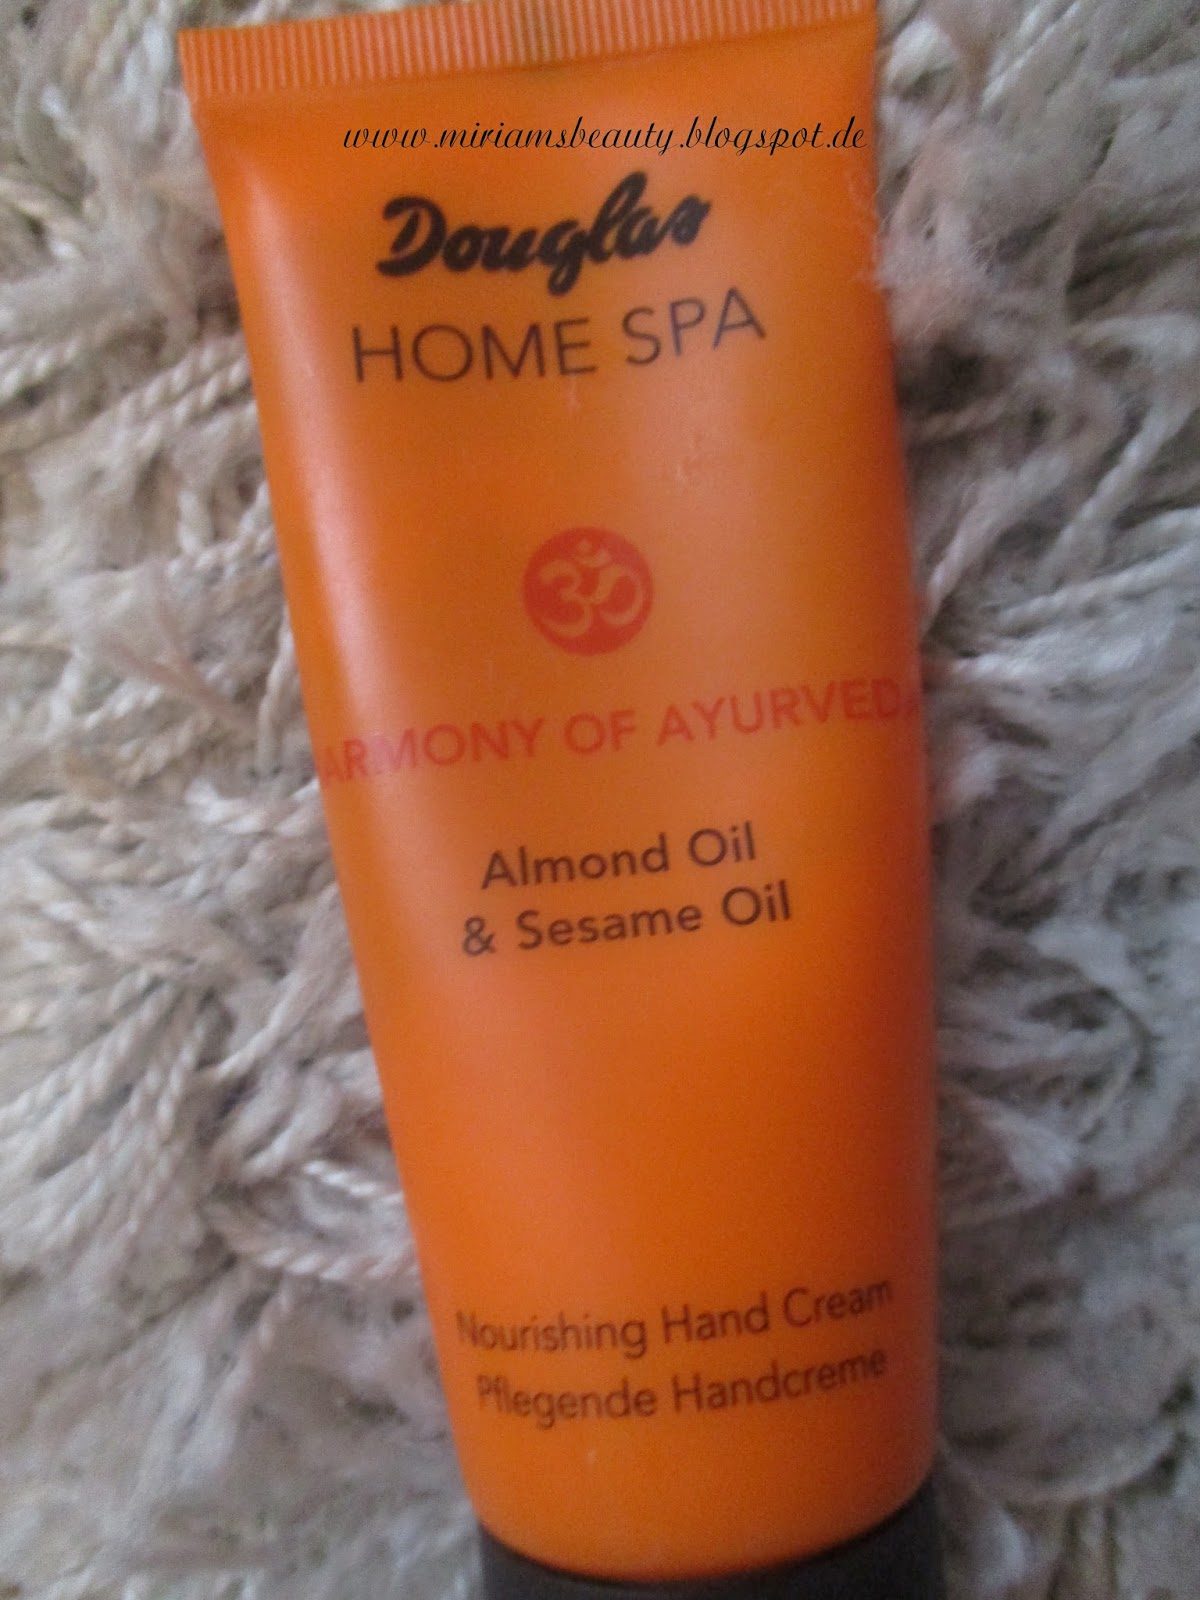 www.miriamsbeauty.blogspot.de
Douglas
HOME SPA
ॐ
ARMONY OF AYURVEDA
Almond Oil
& Sesame Oil
Nourishing Hand Cream
Pflegende Handcreme